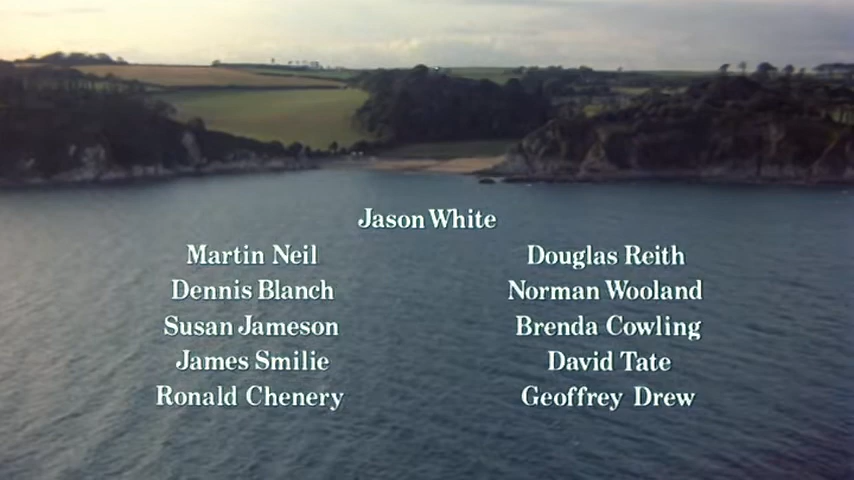 Jason White
Martin Neil Douglas Reith
Dennis Blanch Norman Wooland
Susan Jameson Brenda Cowling
James Smilie David Tate
Ronald Chenery Geoffrey Drew